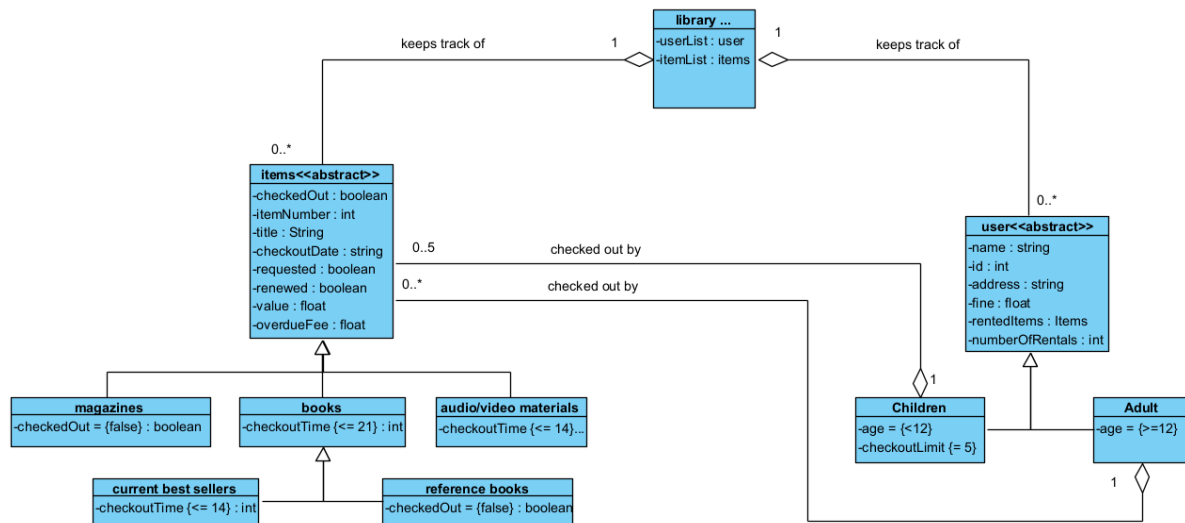 library ...
-userList : user
-itemList : items
1
1
keeps track of
keeps track of
0..*
0..*
items<<abstract>>
-checkedOut : boolean
-itemNumber : int
-title : String
-checkoutDate : string
-requested : boolean
-renewed : boolean
-value : float
-overdueFee : float
user<<abstract>>
-name : string
-id : int
-address : string
-fine : float
-rentedItems : Items
-numberOfRentals : int
0..5
checked out by
0..*
checked out by
1
1
magazines
-checkedOut = {false} : boolean
books
-checkoutTime {<= 21} : int
audio/video materials
-checkoutTime {<= 14}...
Children
-age = {<12}
-checkoutLimit {= 5}
Adult
-age = {>=12}
current best sellers
-checkoutTime {<= 14} : int
reference books
-checkedOut = {false} : boolean